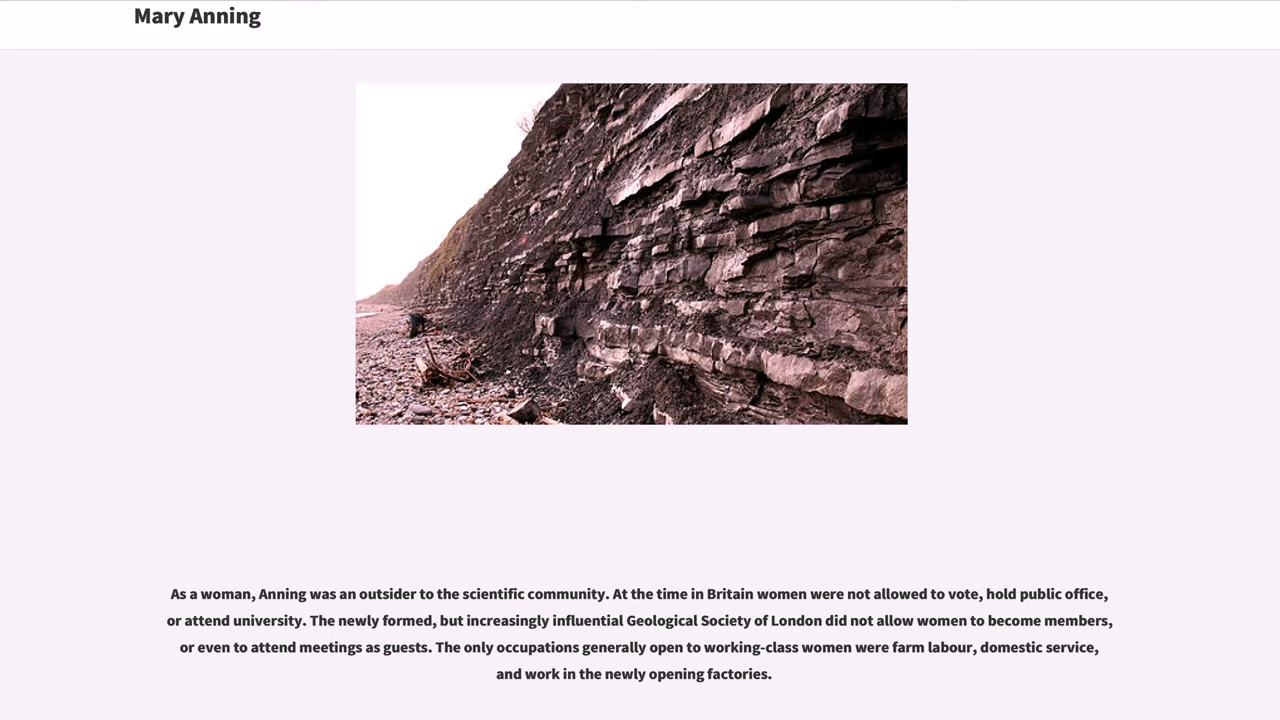 Mary Anning
As a woman, Anning was an outsider to the scientific community. At the time in Britain women were not allowed to vote, hold public office,
or attend university. The newly formed, but increasingly influential Geological Society of London did not allow women to become members,
or even to attend meetings as guests. The only occupations generally open to working-class women were farm labour, domestic service,
and work in the newly opening factories.